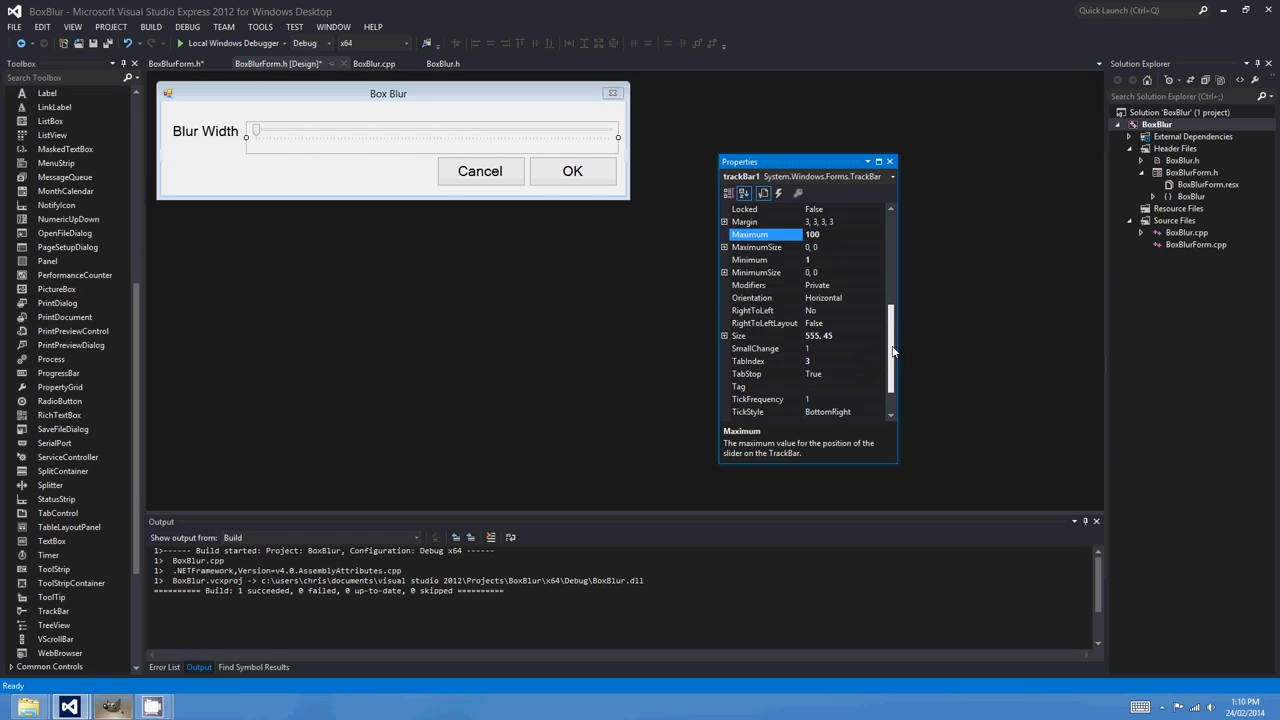 BoxBlur - Microsoft Visual Studio Express 2012 for Windows Desktop
Quick Launch (Ctrl+Q)
FILE EDIT VIEW PROJECT BUILD DEBUG TEAM TOOLS TEST WINDOW HELP
Local Windows Debugger Debug x64
Toolbox
Search Toolbox
Label
LinkLabel
ListBox
ListView
MaskedTextBox
MenuStrip
MessageQueue
MonthCalendar
NotifyIcon
NumericUpDown
OpenFileDialog
PageSetupDialog
Panel
PerformanceCounter
PictureBox
PrintDialog
PrintDocument
PrintPreviewControl
PrintPreviewDialog
Process
ProgressBar
PropertyGrid
RadioButton
RichTextBox
SaveFileDialog
SerialPort
ServiceController
SplitContainer
Splitter
StatusStrip
TabControl
TableLayoutPanel
TextBox
Timer
ToolStrip
ToolStripContainer
ToolTip
TrackBar
TreeView
VScrollBar
WebBrowser
Common Controls
BoxBlurForm.h* BoxBlurForm.h [Design]* BoxBlur.cpp BoxBlur.h
Box Blur
Blur Width
Cancel OK
Properties
trackBar1 System.Windows.Forms.TrackBar
Locked False
Margin 3, 3, 3, 3
Maximum 100
MaximumSize 0, 0
Minimum 1
MinimumSize 0, 0
Modifiers Private
Orientation Horizontal
RightToLeft No
RightToLeftLayout False
Size 555, 45
SmallChange 1
TabIndex 3
TabStop True
Tag
TickFrequency 1
TickStyle BottomRight
Maximum
The maximum value for the position of the
slider on the TrackBar.
Solution Explorer
Search Solution Explorer (Ctrl+;)
Solution 'BoxBlur' (1 project)
BoxBlur
External Dependencies
Header Files
BoxBlur.h
BoxBlurForm.h
BoxBlurForm.resx
BoxBlur
Resource Files
Source Files
BoxBlur.cpp
BoxBlurForm.cpp
Output
Show output from: Build
1>------ Build started: Project: BoxBlur, Configuration: Debug x64 ------
1> BoxBlur.cpp
1> .NETFramework,Version=v4.0.AssemblyAttributes.cpp
1> BoxBlur.vcxproj -> c:\users\chris\documents\visual studio 2012\Projects\BoxBlur\x64\Debug\BoxBlur.dll
========== Build: 1 succeeded, 0 failed, 0 up-to-date, 0 skipped ==========
Error List Output Find Symbol Results
Ready
1:10 PM
24/02/2014